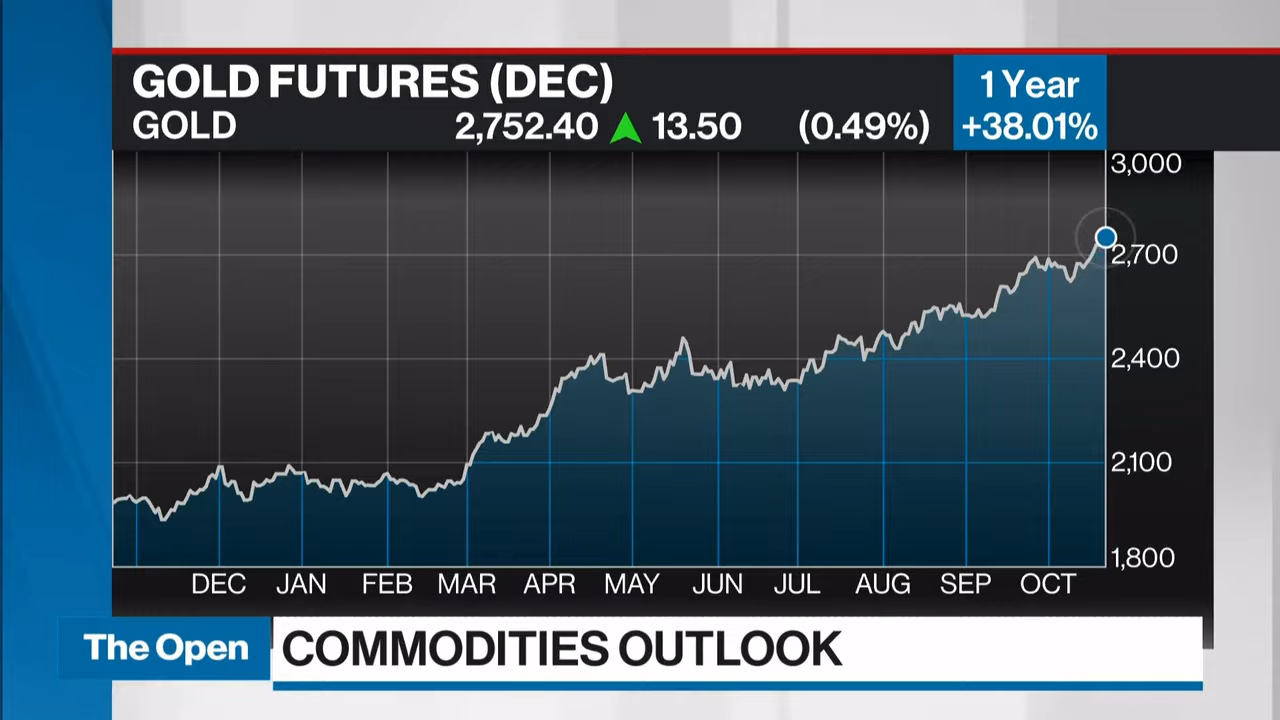 GOLD FUTURES (DEC)
GOLD 2,752.40 ▲ 13.50 (0.49%)
1 Year
+38.01%
3,000
2,700
2,400
2,100
1,800
DEC JAN FEB MAR APR MAY JUN JUL AUG SEP OCT
The Open
COMMODITIES OUTLOOK